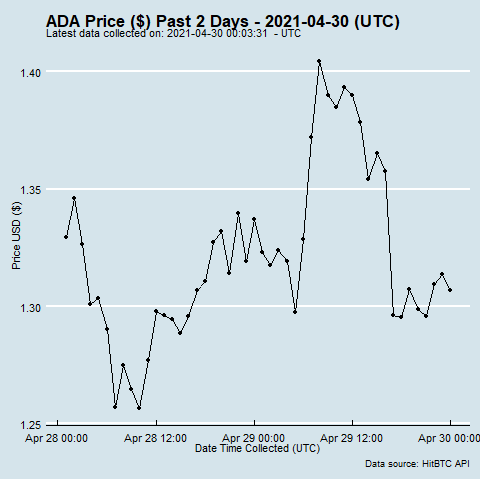 ADA Price ($) Past 2 Days - 2021-04-30 (UTC)
Latest data collected on: 2021-04-30 00:03:31  - UTC
1.40
1.35
1.30
1.25
Price USD ($)
Apr 28 00:00
Apr 28 12:00
Apr 29 00:00
Apr 29 12:00
Apr 30 00:00
Date Time Collected (UTC)
Data source: HitBTC API